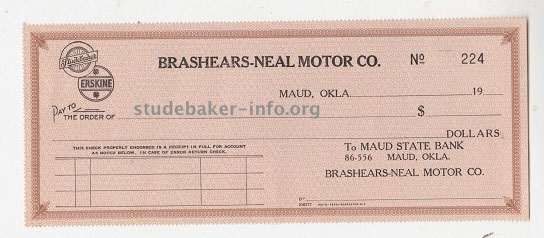 Studebaker
ERSKINE
BRASHEARS-NEAL MOTOR CO.
No 224
MAUD, OKLA. 19
PAY TO
THE ORDER OF $
studebaker-info.org
DOLLARS
THIS CHECK PROPERLY ENDORSED IS A RECEIPT IN FULL FOR ACCOUNT
AS NOTED BELOW. IN CASE OF ERROR RETURN CHECK.
To MAUD STATE BANK
86-556 MAUD, OKLA.
BRASHEARS-NEAL MOTOR CO.
BY